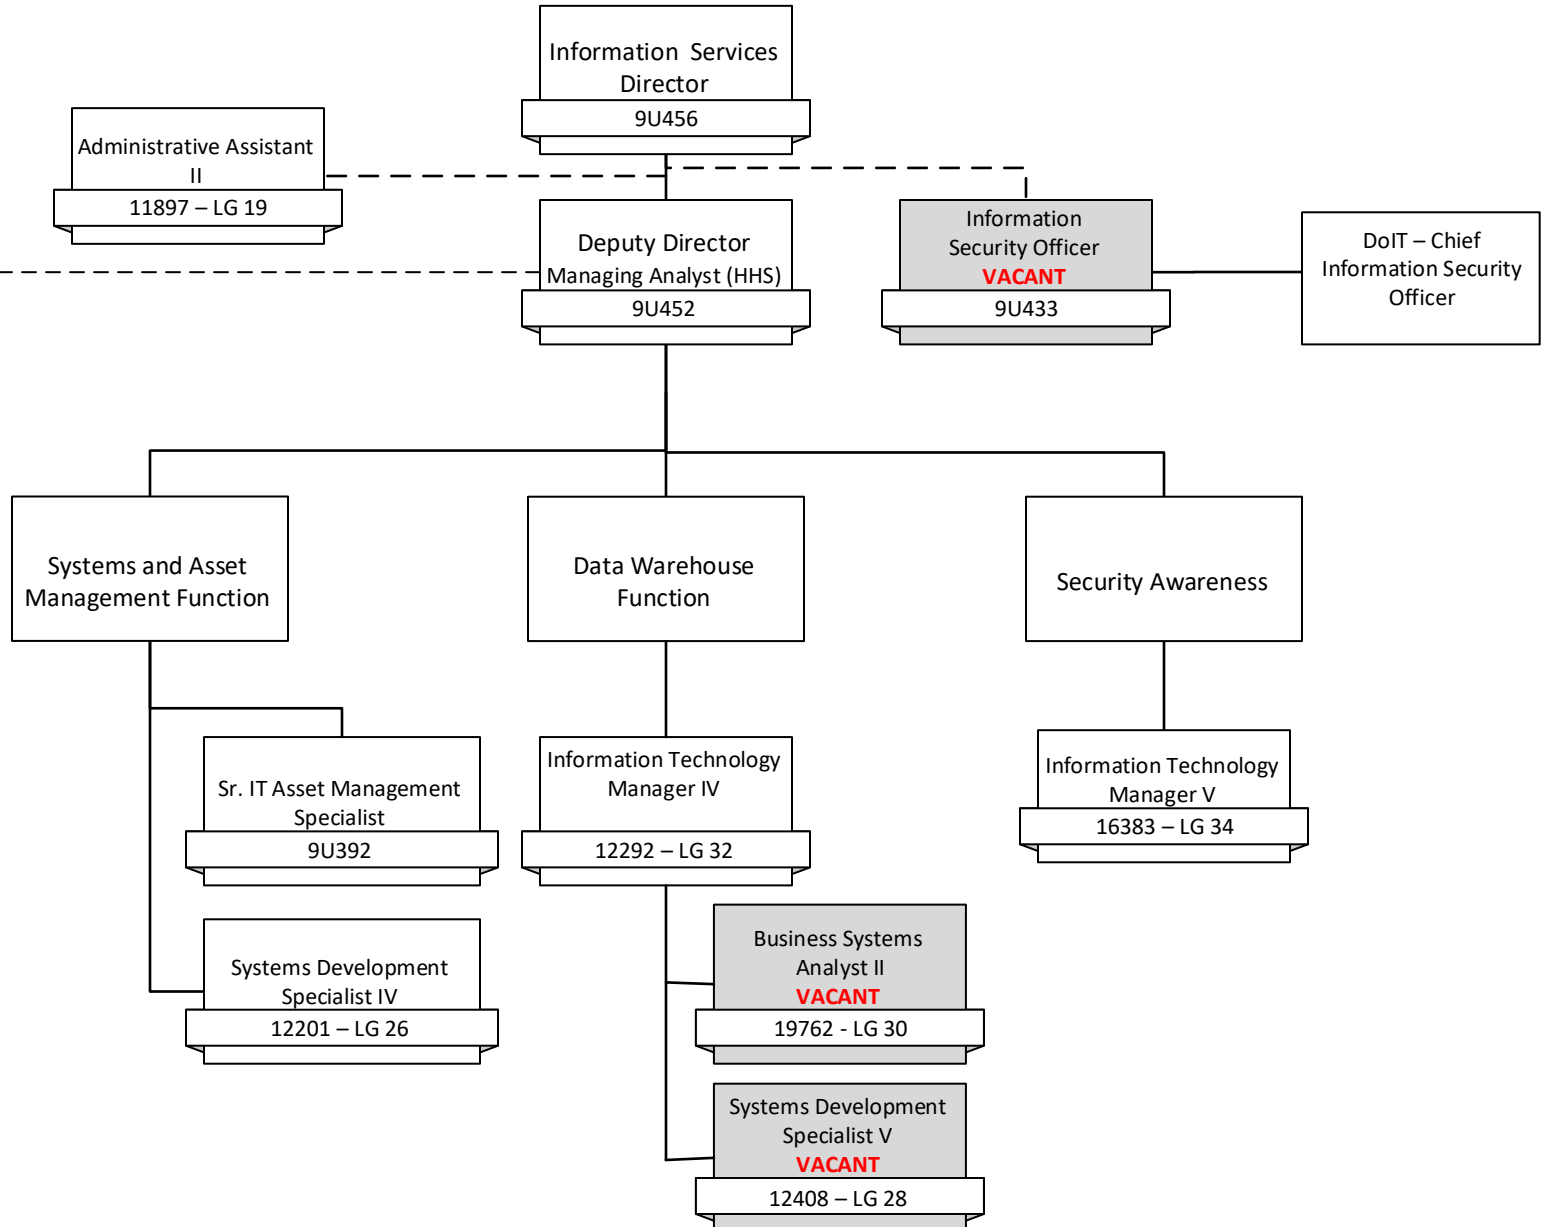 Information Services
Director
9U456
Administrative Assistant
II
11897 – LG 19
Deputy Director
Managing Analyst (HHS)
9U452
Information
Security Officer
VACANT
9U433
DoIT – Chief
Information Security
Officer
Systems and Asset
Management Function
Data Warehouse
Function
Security Awareness
Sr. IT Asset Management
Specialist
9U392
Information Technology
Manager IV
12292 – LG 32
Information Technology
Manager V
16383 – LG 34
Systems Development
Specialist IV
12201 – LG 26
Business Systems
Analyst II
VACANT
19762 - LG 30
Systems Development
Specialist V
VACANT
12408 – LG 28